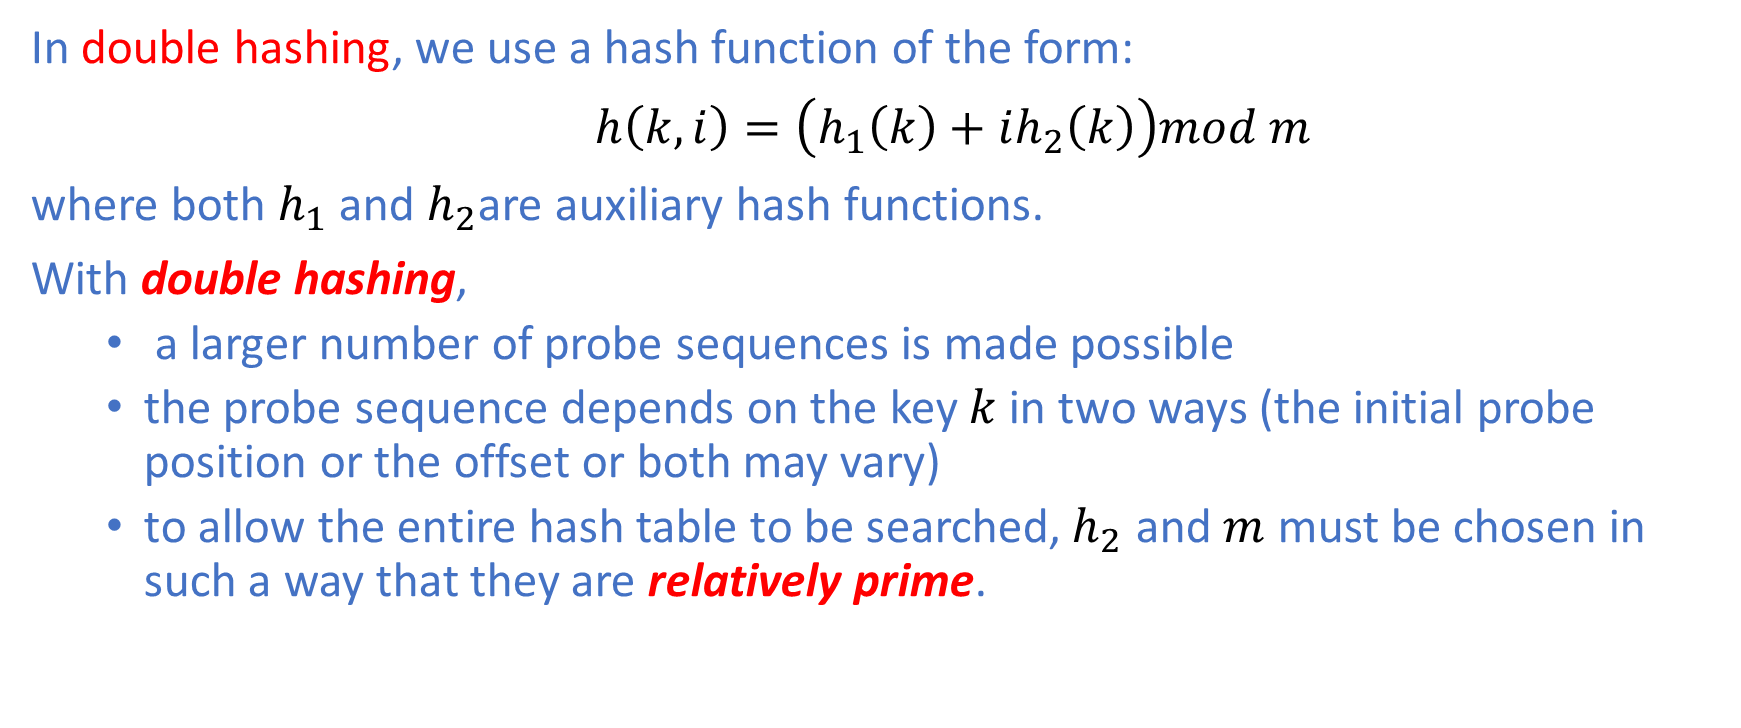 In double hashing, we use a hash function of the form:
ℎ(𝑘, 𝑖) = (ℎ₁(𝑘) + 𝑖ℎ₂(𝑘))𝑚𝑜𝑑 𝑚
where both ℎ₁ and ℎ₂are auxiliary hash functions.
With double hashing,
• a larger number of probe sequences is made possible
• the probe sequence depends on the key 𝑘 in two ways (the initial probe
position or the offset or both may vary)
• to allow the entire hash table to be searched, ℎ₂ and 𝑚 must be chosen in
such a way that they are relatively prime.